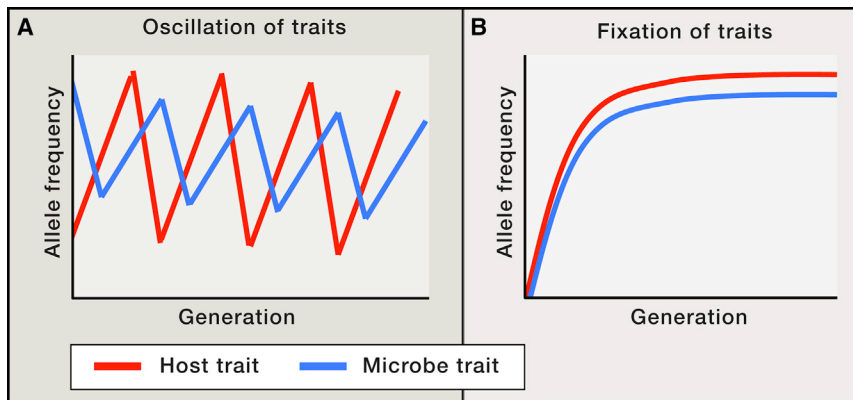 A
Oscillation of traits
Allele frequency
Generation
B
Fixation of traits
Allele frequency
Generation
Host trait
Microbe trait